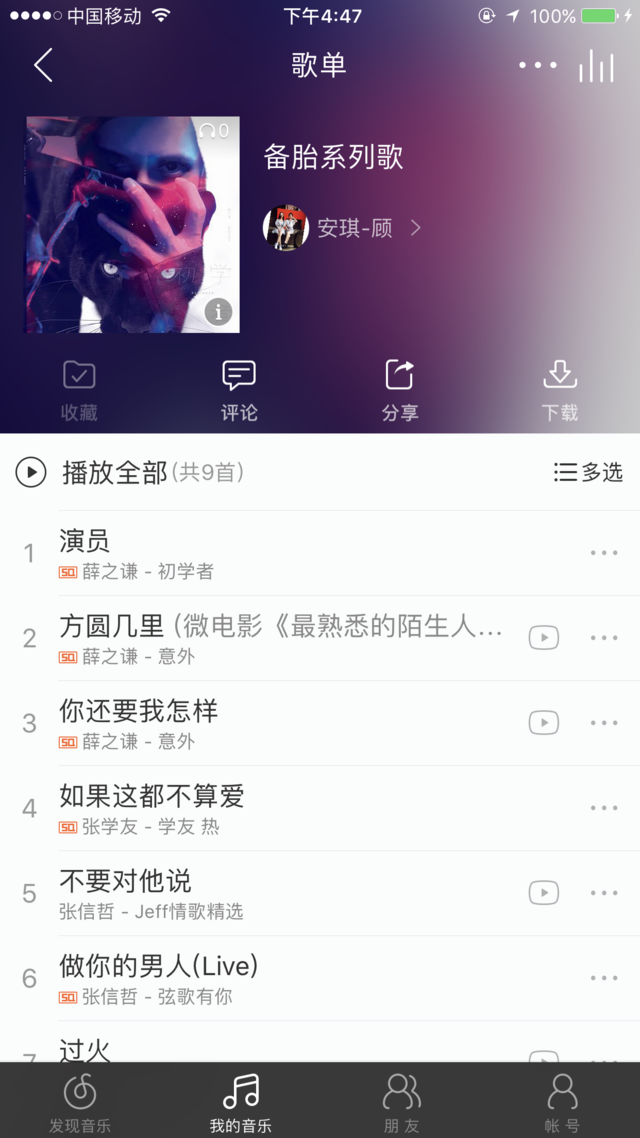 中国移动 下午4:47 100%
歌单
0
备胎系列歌
安琪-顾
收藏 评论 分享 下载
播放全部(共9首) 多选
1 演员
SQ 薛之谦 - 初学者
2 方圆几里 (微电影《最熟悉的陌生人...
SQ 薛之谦 - 意外
3 你还要我怎样
SQ 薛之谦 - 意外
4 如果这都不算爱
SQ 张学友 - 学友 热
5 不要对他说
张信哲 - Jeff情歌精选
6 做你的男人(Live)
SQ 张信哲 - 弦歌有你
7 过火
发现音乐 我的音乐 朋友 帐号